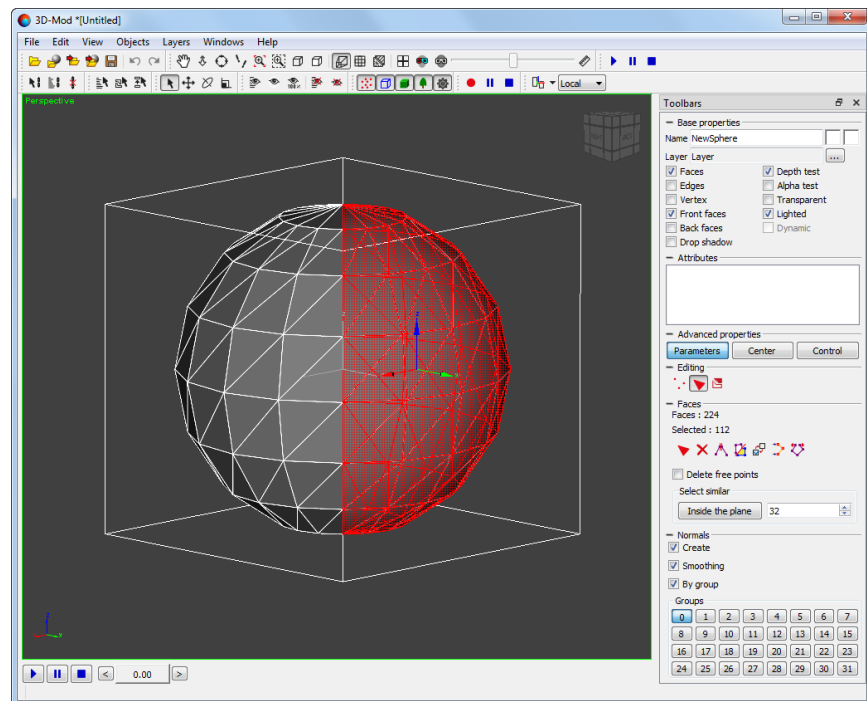 3D-Mod *[Untitled]
File Edit View Objects Layers Windows Help
Local
Perspective
Toolbars
Base properties
Name NewSphere
Layer Layer ...
Faces Depth test
Edges Alpha test
Vertex Transparent
Front faces Lighted
Back faces Dynamic
Drop shadow
Attributes
Advanced properties
Parameters Center Control
Editing
Faces
Faces : 224
Selected : 112
Delete free points
Select similar
Inside the plane 32
Normals
Create
Smoothing
By group
Groups
0 1 2 3 4 5 6 7
8 9 10 11 12 13 14 15
16 17 18 19 20 21 22 23
24 25 26 27 28 29 30 31
z
z
x
< 0.00 >